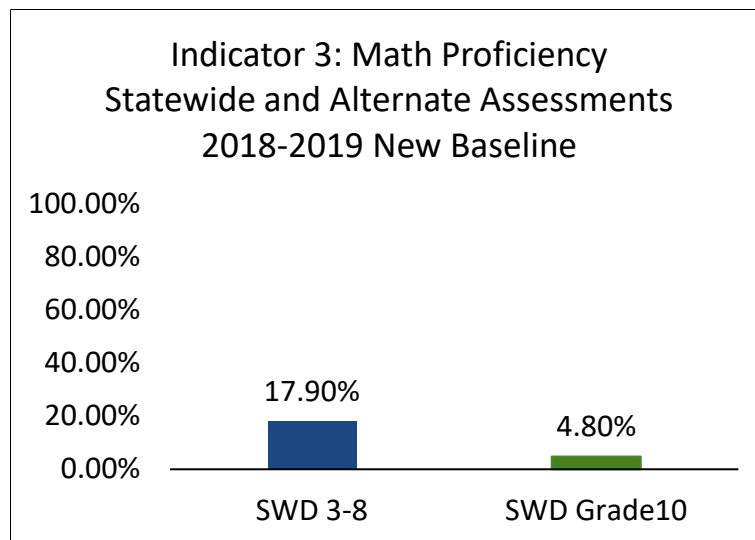 Indicator 3: Math Proficiency
Statewide and Alternate Assessments
2018-2019 New Baseline
100.00%
80.00%
60.00%
40.00%
20.00%
0.00%
17.90%
4.80%
SWD 3-8
SWD Grade10